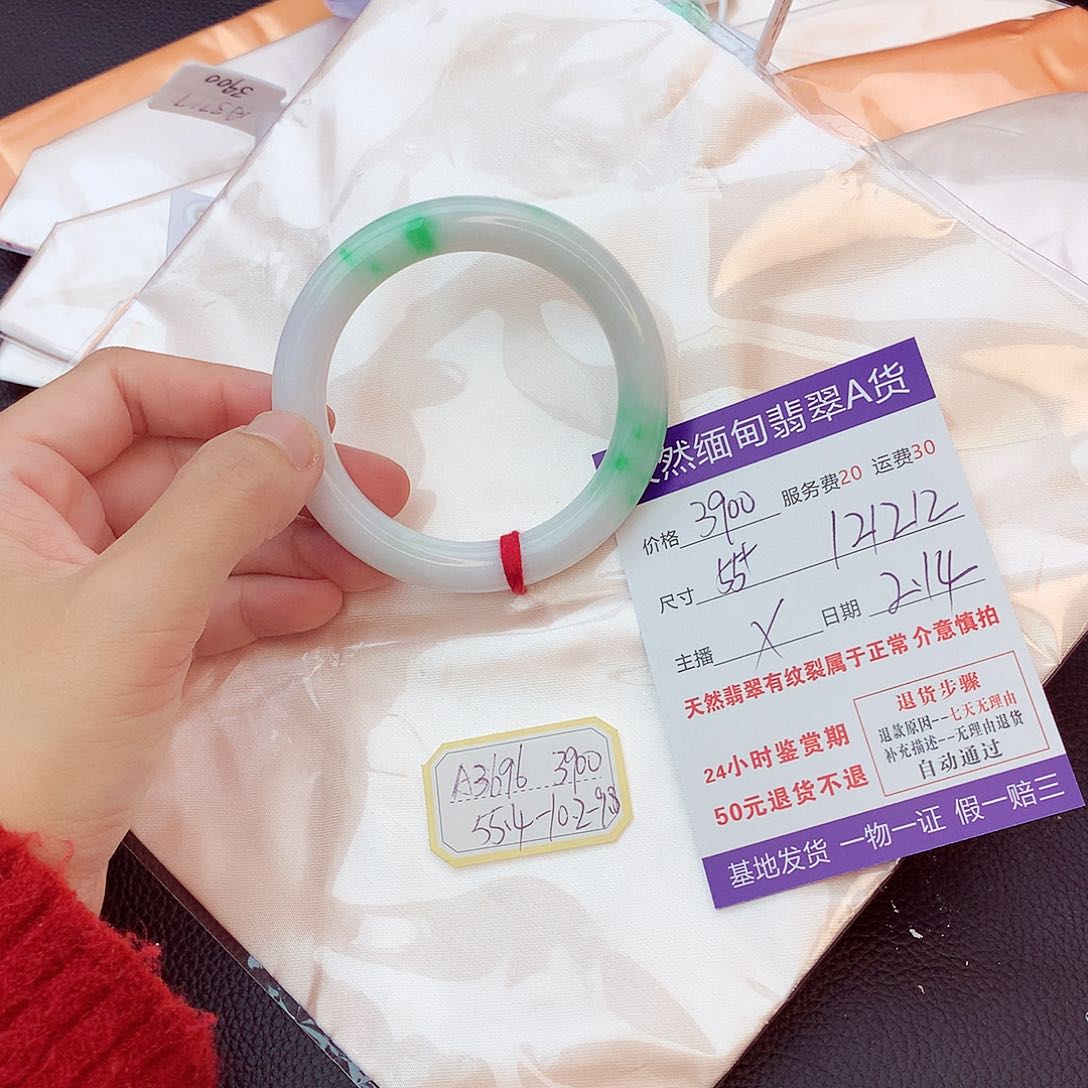 A3717
3900
然缅甸翡翠A货
价格 3900 服务费20 运费30
尺寸 55+ 121212
主播 X 日期 2.14
天然翡翠有纹裂属于正常 介意慎拍
24小时鉴赏期
50元退货不退
退货步骤
退款原因--七天无理由
补充描述--无理由退货
自动通过
基地发货 一物一证 假一赔三
A3696 3900
55.4-10.2-9.8